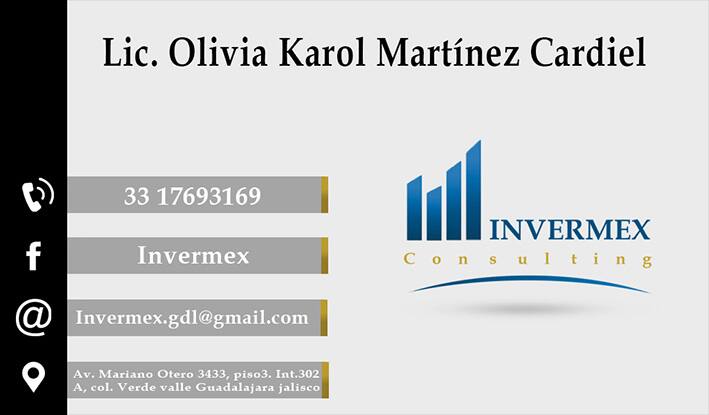 Lic. Olivia Karol Martínez Cardiel
33 17693169
Invermex
Invermex.gdl@gmail.com
Av. Mariano Otero 3433, piso3. Int.302
A, col. Verde valle Guadalajara jalisco
INVERMEX
Consulting